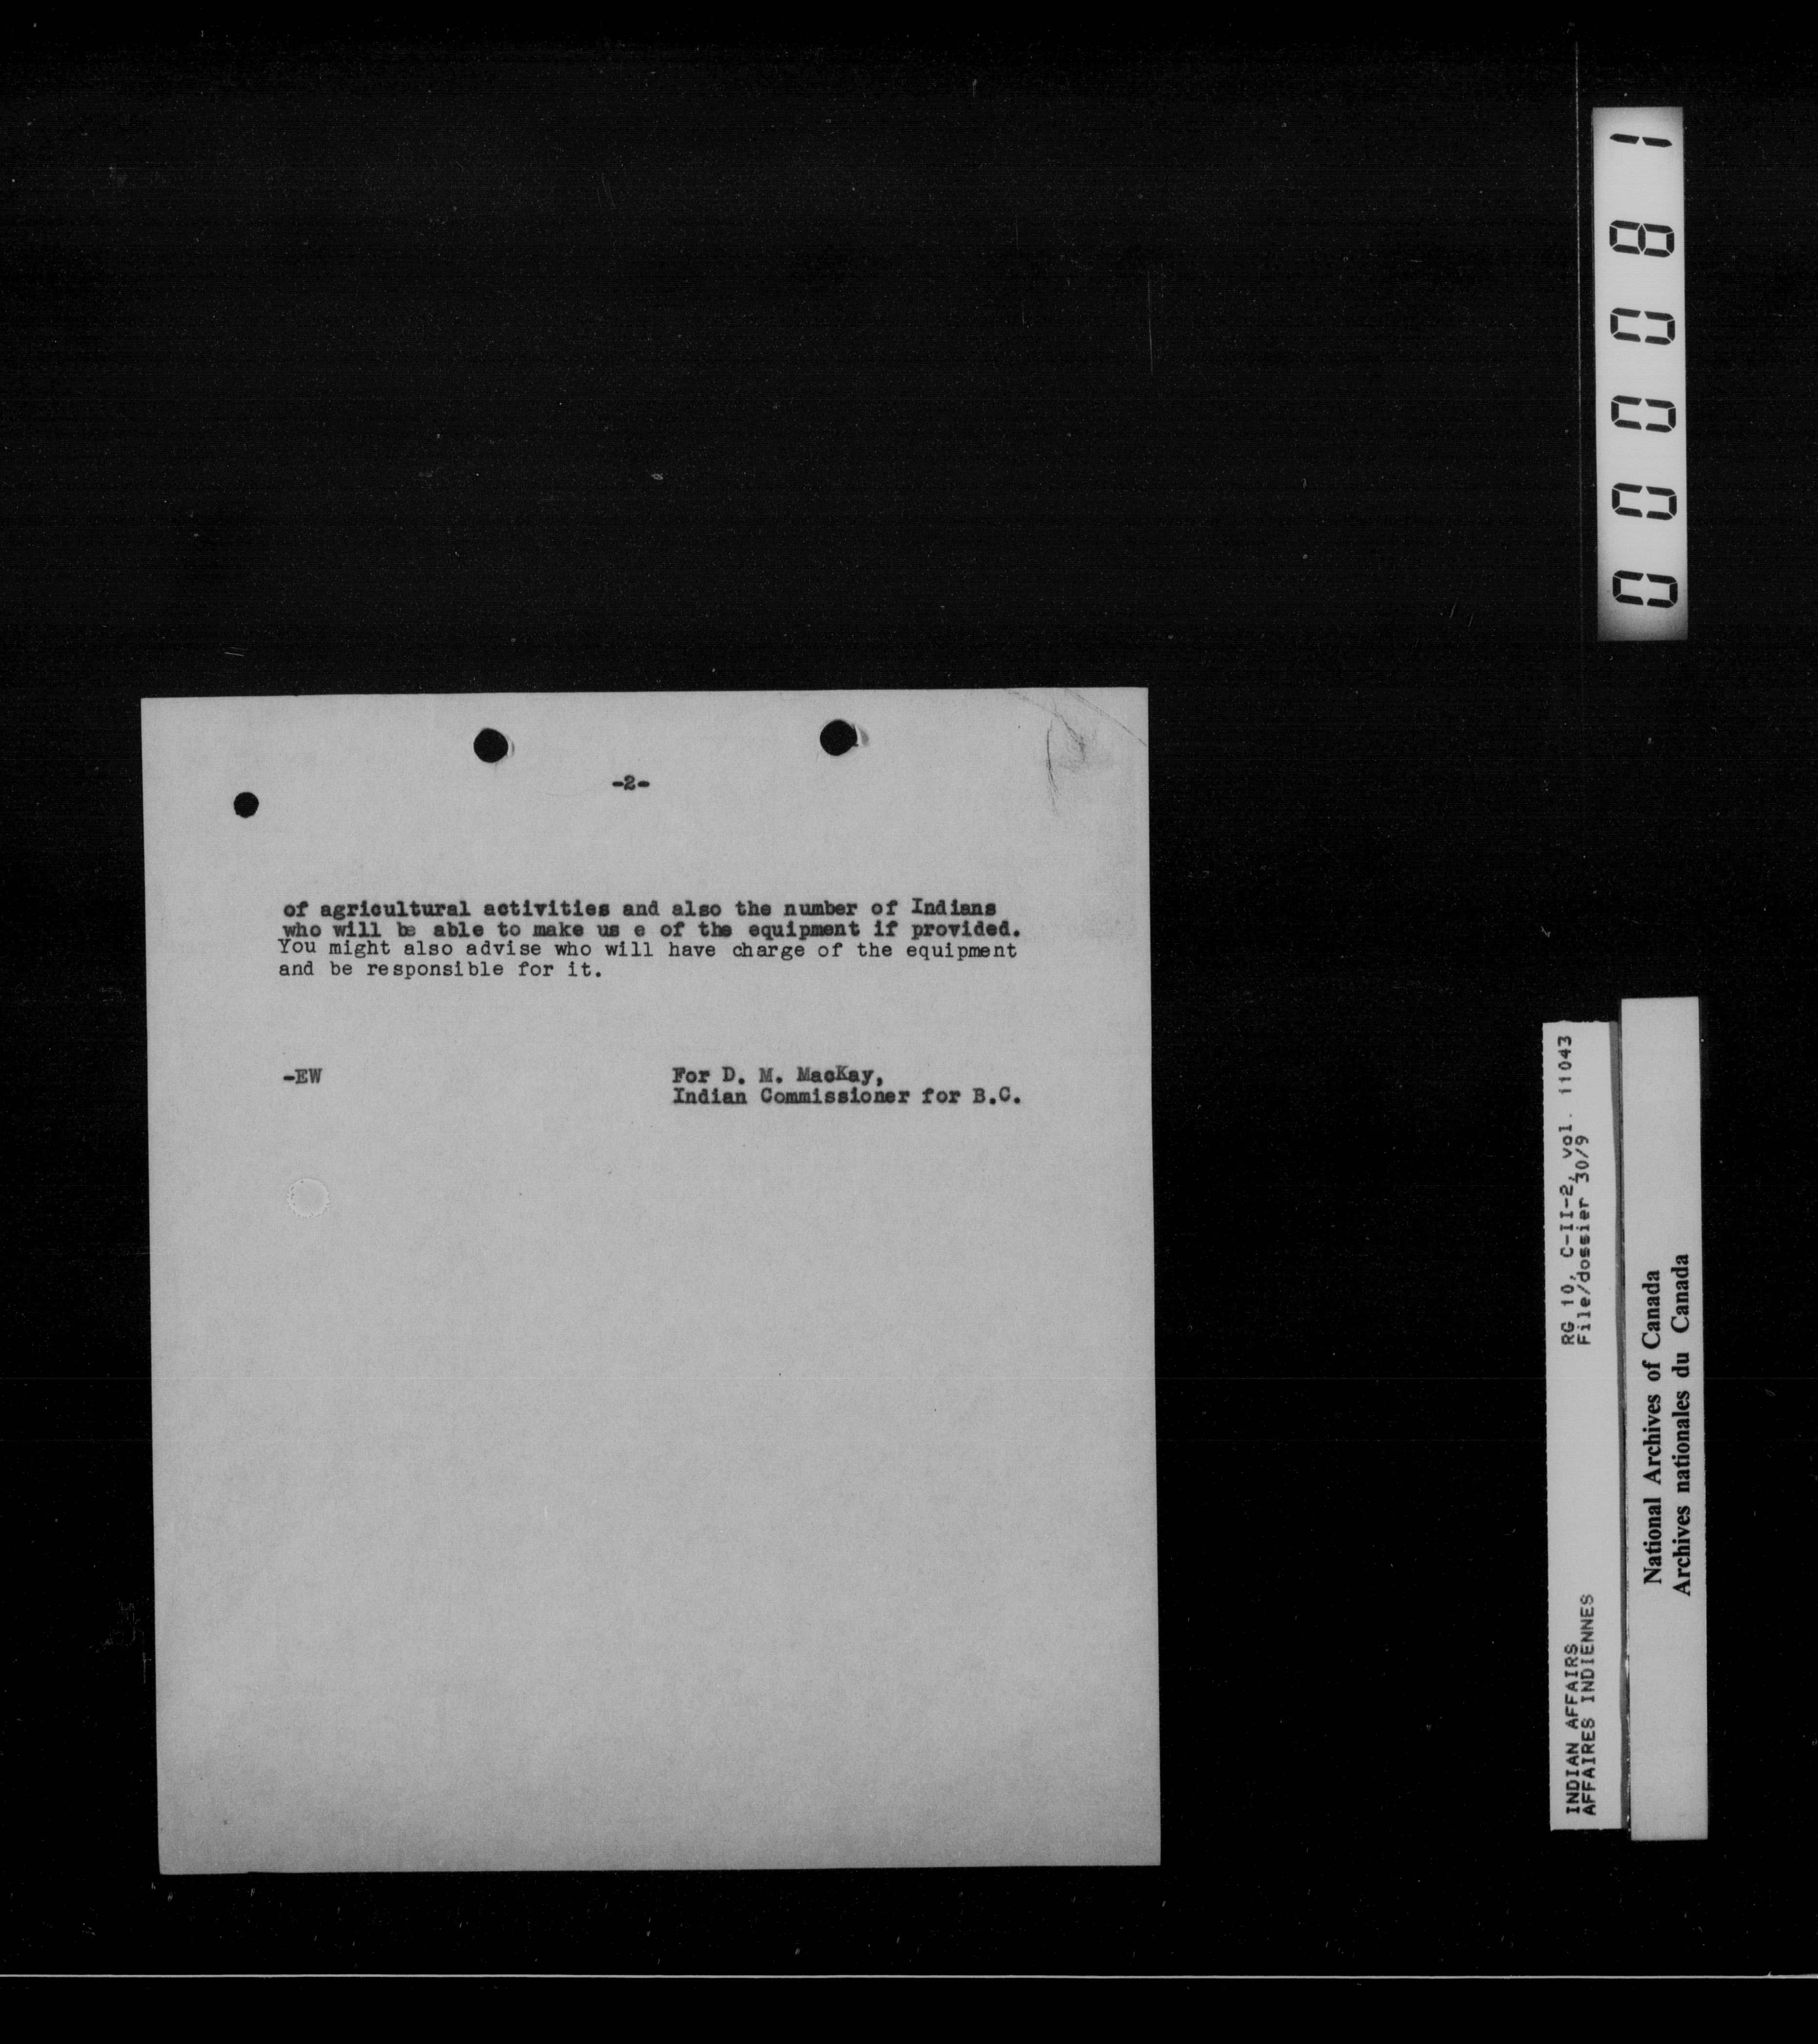 -2-
of agricultural activities and also the number of Indians
who will be able to make us e of the equipment if provided.
You might also advise who will have charge of the equipment
and be responsible for it.
-EW
For D. M. MacKay,
Indian Commissioner for B.C.
000081
RG 10, C-II-2, vol. 11043
File/dossier 30/9
INDIAN AFFAIRS
AFFAIRES INDIENNES
National Archives of Canada
Archives nationales du Canada